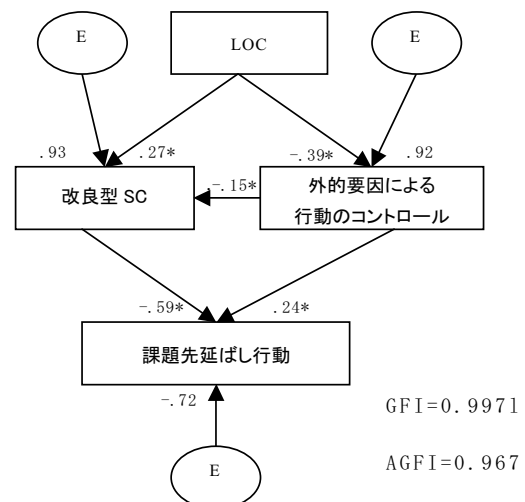 E
LOC
E
.93
.27*
-.39*
.92
改良型 SC
-.15*
外的要因による
行動のコントロール
-.59*
.24*
課題先延ばし行動
-.72
GFI=0.9971
E
AGFI=0.967